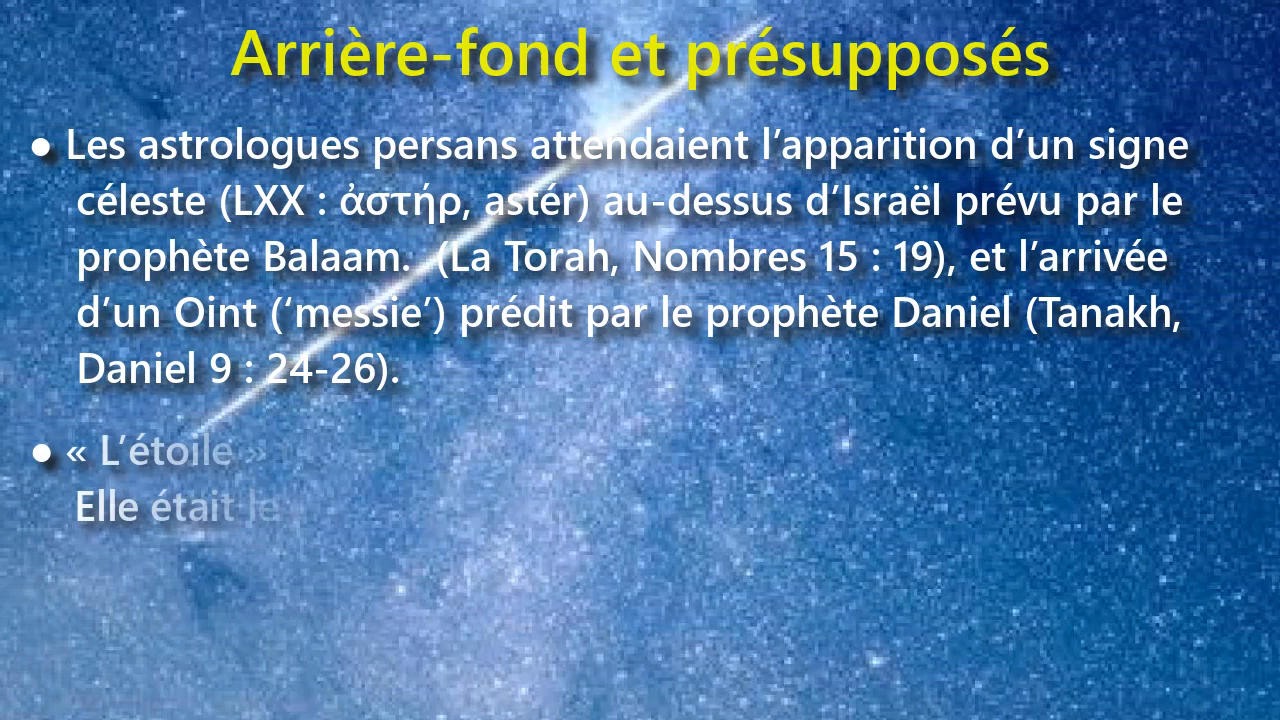 Arrière-fond et présupposés
● Les astrologues persans attendaient l’apparition d’un signe
céleste (LXX : ἀστήρ, astér) au-dessus d’Israël prévu par le
prophète Balaam. (La Torah, Nombres 15 : 19), et l’arrivée
d’un Oint (‘messie’) prédit par le prophète Daniel (Tanakh,
Daniel 9 : 24-26).
● « L’étoile »
Elle était le